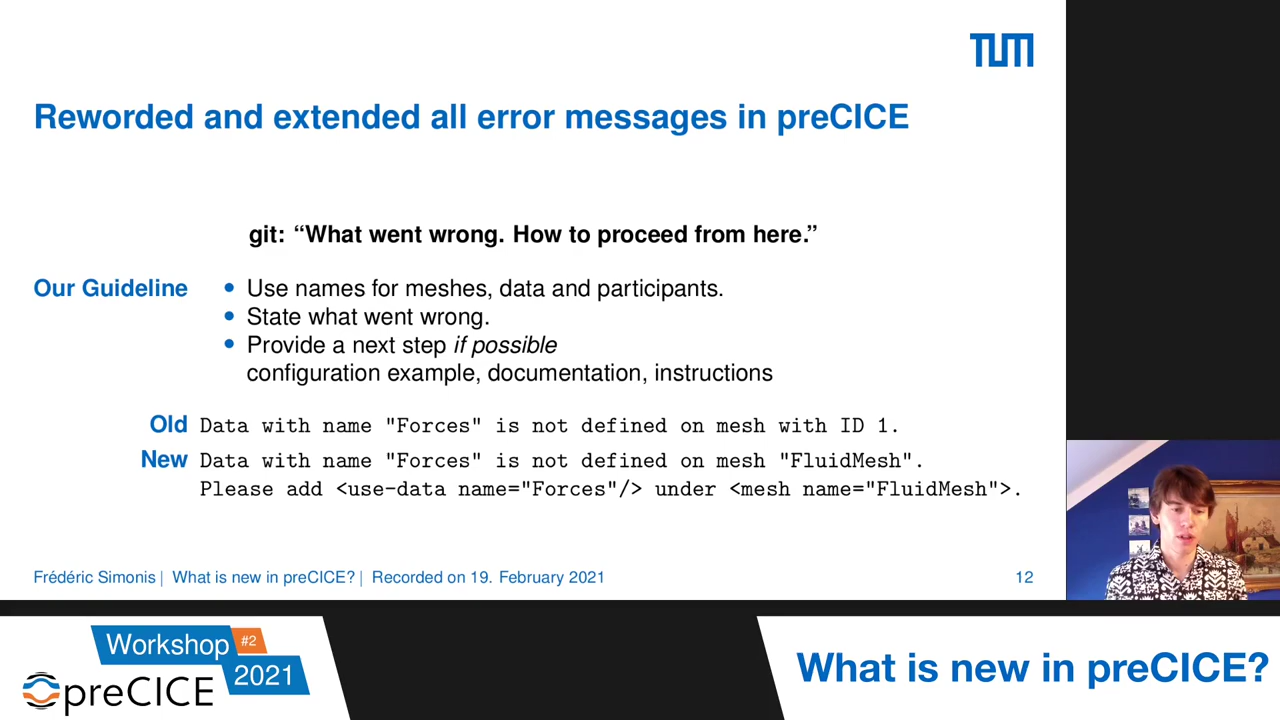 TUM
Reworded and extended all error messages in preCICE
git: “What went wrong. How to proceed from here.”
Our Guideline
• Use names for meshes, data and participants.
• State what went wrong.
• Provide a next step if possible
configuration example, documentation, instructions
Old Data with name "Forces" is not defined on mesh with ID 1.
New Data with name "Forces" is not defined on mesh "FluidMesh".
Please add <use-data name="Forces"/> under <mesh name="FluidMesh">.
Frédéric Simonis | What is new in preCICE? | Recorded on 19. February 2021
12
Workshop #2
2021
preCICE
What is new in preCICE?